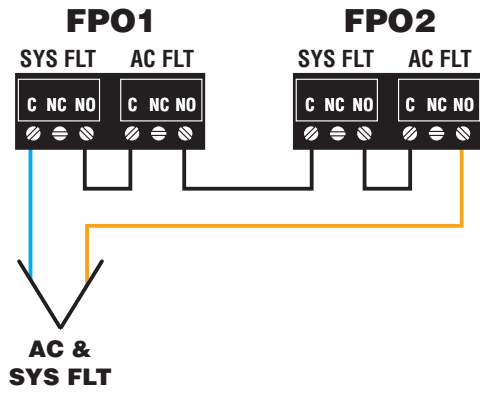 FPO1 FPO2
SYS FLT AC FLT SYS FLT AC FLT
C NC NO C NC NO C NC NO C NC NO
AC &
SYS FLT